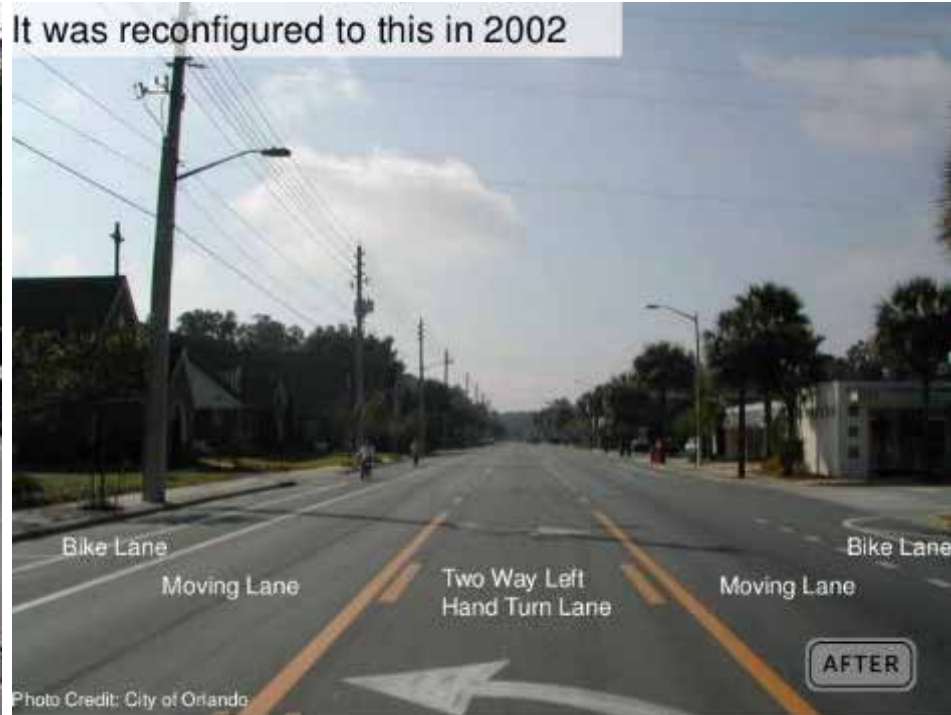 It was reconfigured to this in 2002
Bike Lane
Bike Lane
Moving Lane
Two Way Left
Hand Turn Lane
Moving Lane
AFTER
Photo Credit: City of Orlando